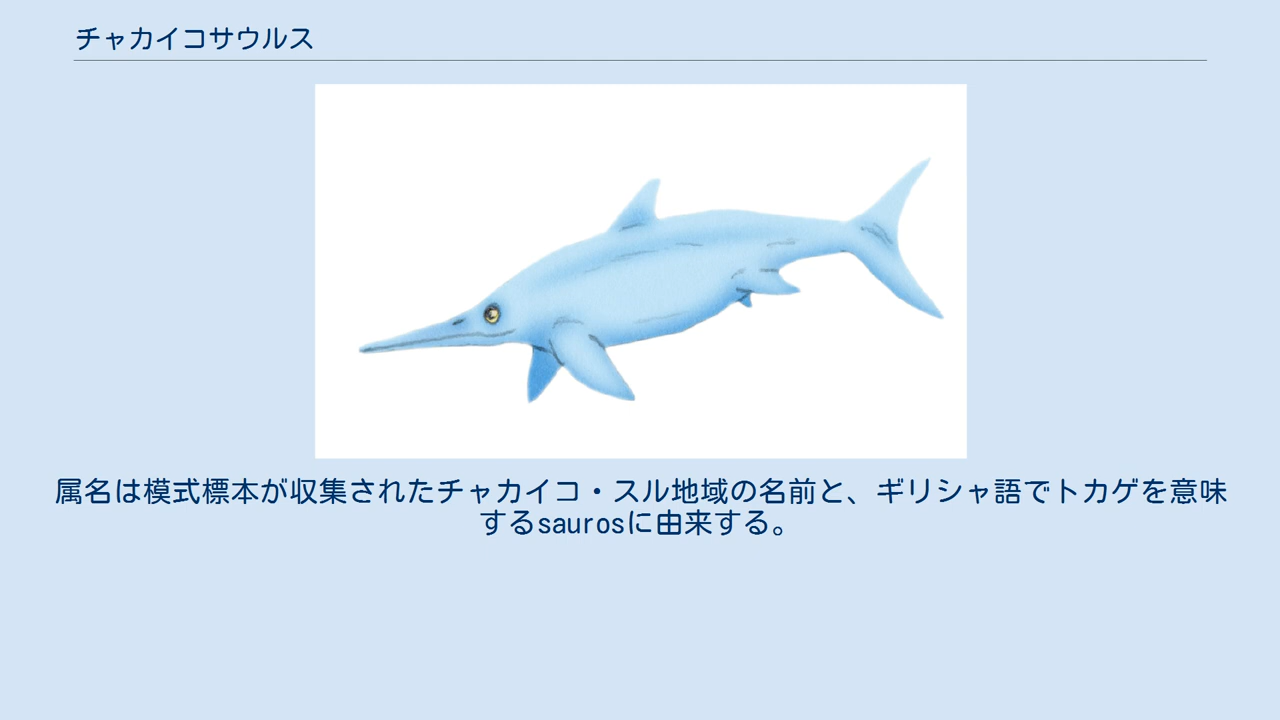 チャカイコサウルス
属名は模式標本が収集されたチャカイコ・スル地域の名前と、ギリシャ語でトカゲを意味
するsaurosに由来する。